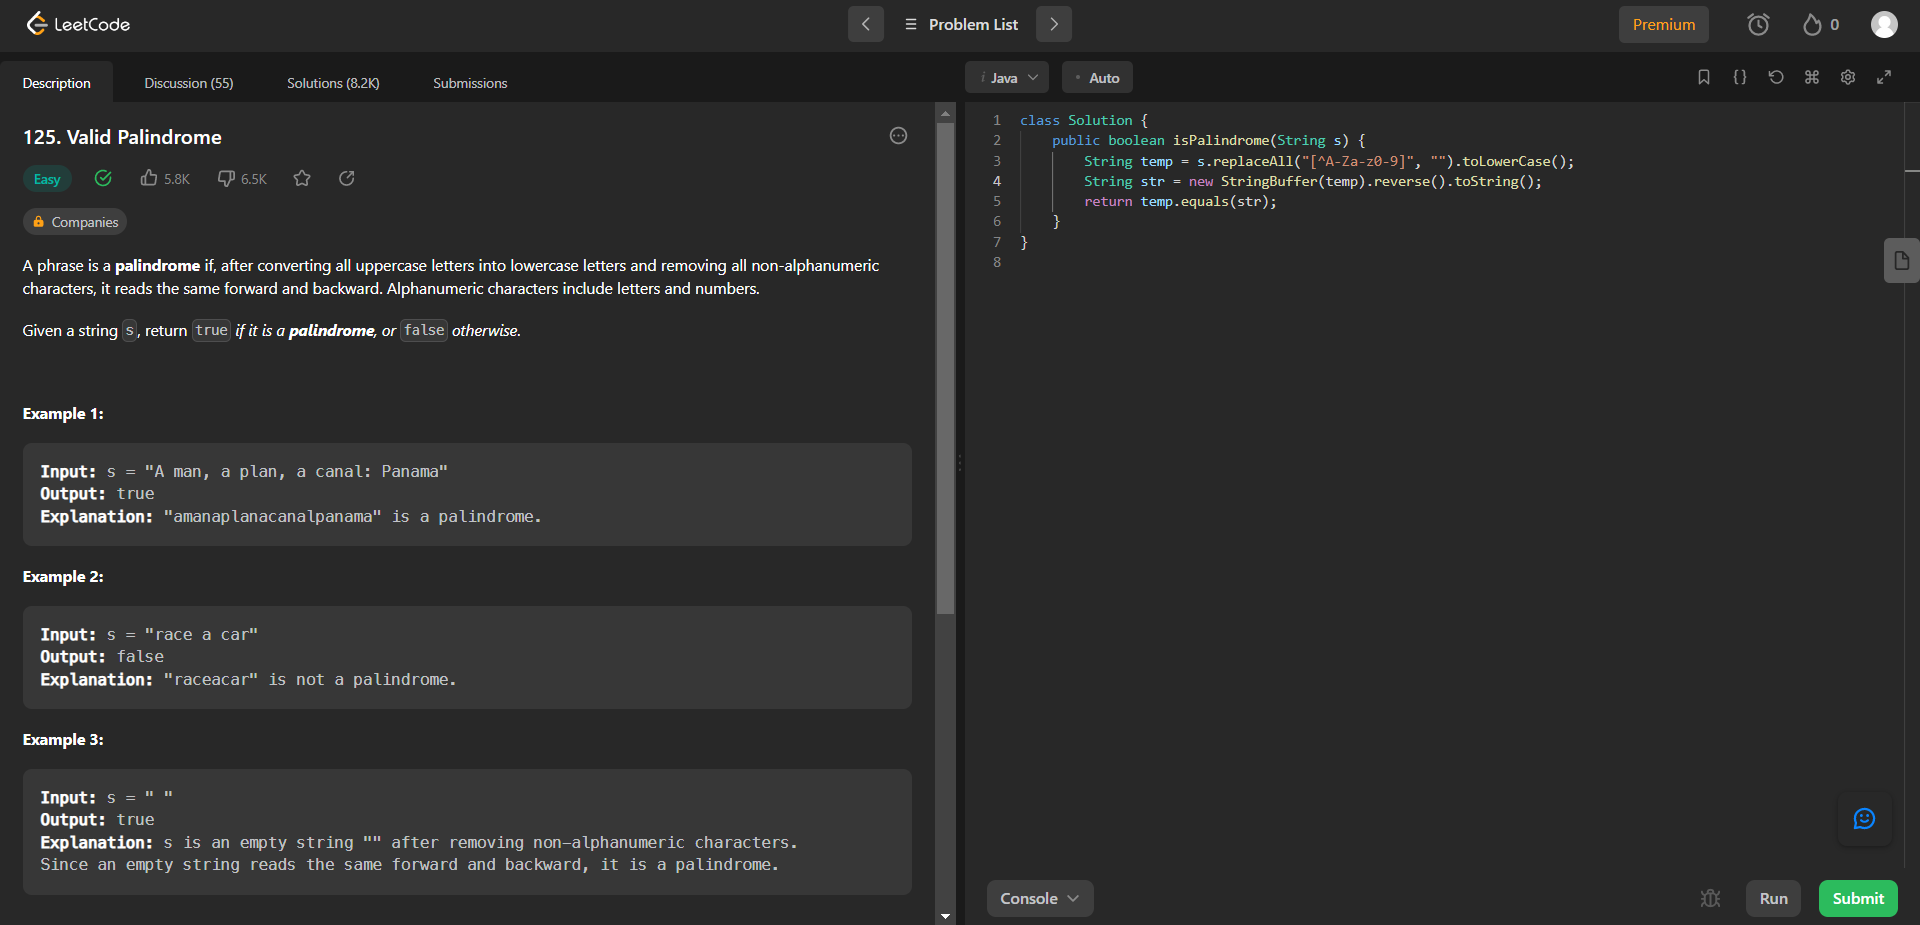 LeetCode
Problem List
Premium
0
Description
Discussion (55)
Solutions (8.2K)
Submissions
i Java
Auto
125. Valid Palindrome
Easy
5.8K
6.5K
Companies
A phrase is a palindrome if, after converting all uppercase letters into lowercase letters and removing all non-alphanumeric
characters, it reads the same forward and backward. Alphanumeric characters include letters and numbers.
Given a string s, return true if it is a palindrome, or false otherwise.
Example 1:
Input: s = "A man, a plan, a canal: Panama"
Output: true
Explanation: "amanaplanacanalpanama" is a palindrome.
Example 2:
Input: s = "race a car"
Output: false
Explanation: "raceacar" is not a palindrome.
Example 3:
Input: s = " "
Output: true
Explanation: s is an empty string "" after removing non-alphanumeric characters.
Since an empty string reads the same forward and backward, it is a palindrome.
1 class Solution {
2 public boolean isPalindrome(String s) {
3 String temp = s.replaceAll("[^A-Za-z0-9]", "").toLowerCase();
4 String str = new StringBuffer(temp).reverse().toString();
5 return temp.equals(str);
6 }
7 }
8
Console
Run
Submit